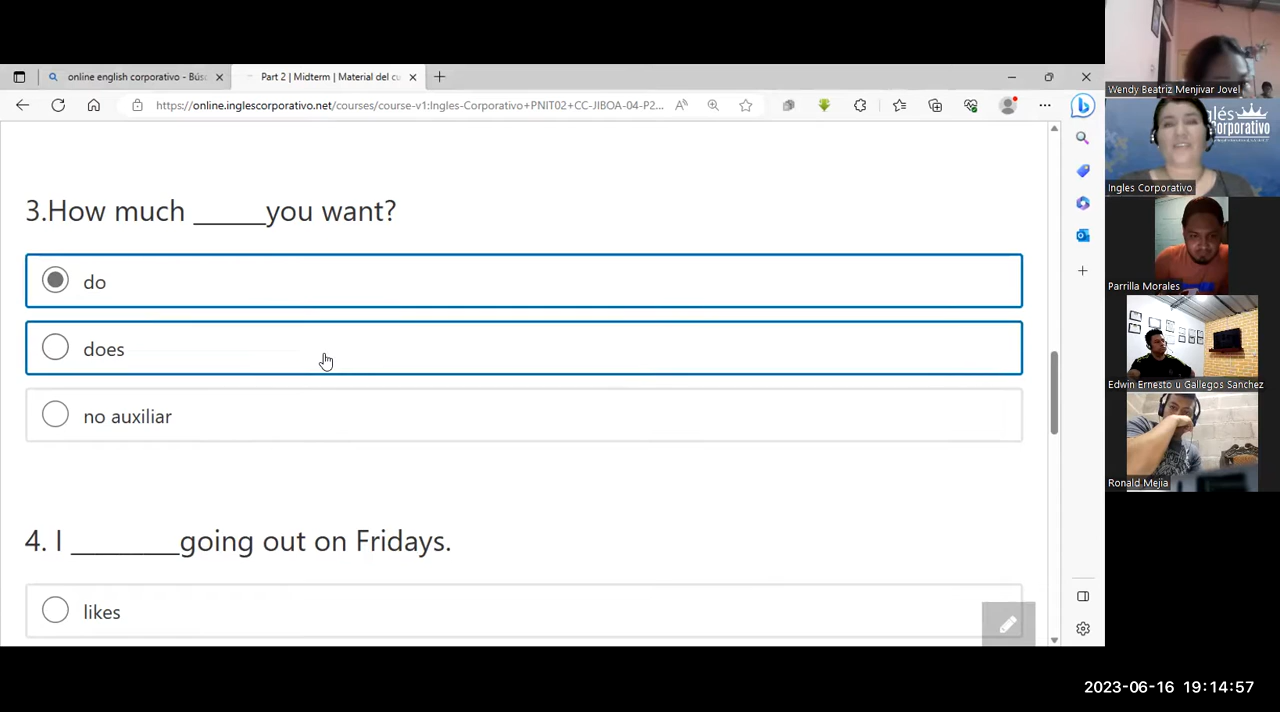 online english corporativo - Bús
Part 2 | Midterm | Material del cu
https://online.inglescorporativo.net/courses/course-v1:Ingles-Corporativo+PNIT02+CC-JIBOA-04-P2...
3.How much ______you want?
do
does
no auxiliar
4. I _________going out on Fridays.
likes
Wendy Beatriz Menjivar Jovel
glés
Corporativo
Ingles Corporativo
Parrilla Morales
Edwin Ernesto u Gallegos Sanchez
Ronald Mejia
2023-06-16 19:14:57